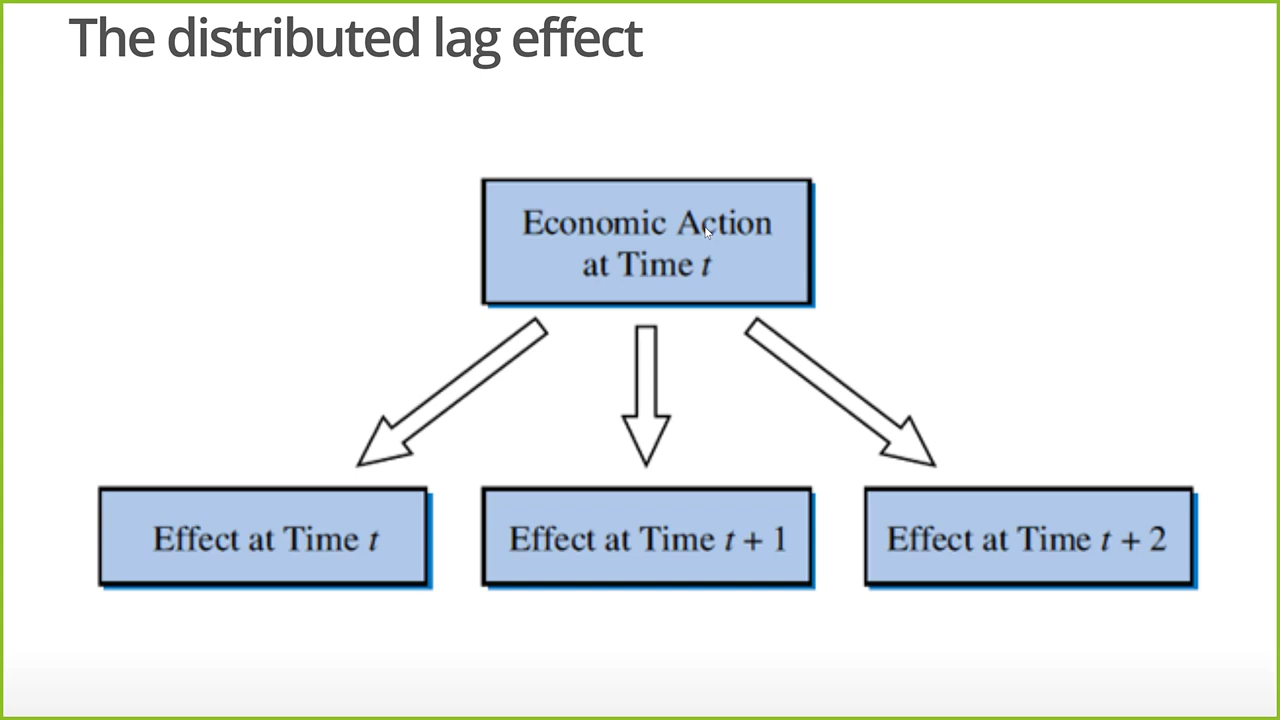 The distributed lag effect
Economic Action
at Time t
Effect at Time t
Effect at Time t + 1
Effect at Time t + 2